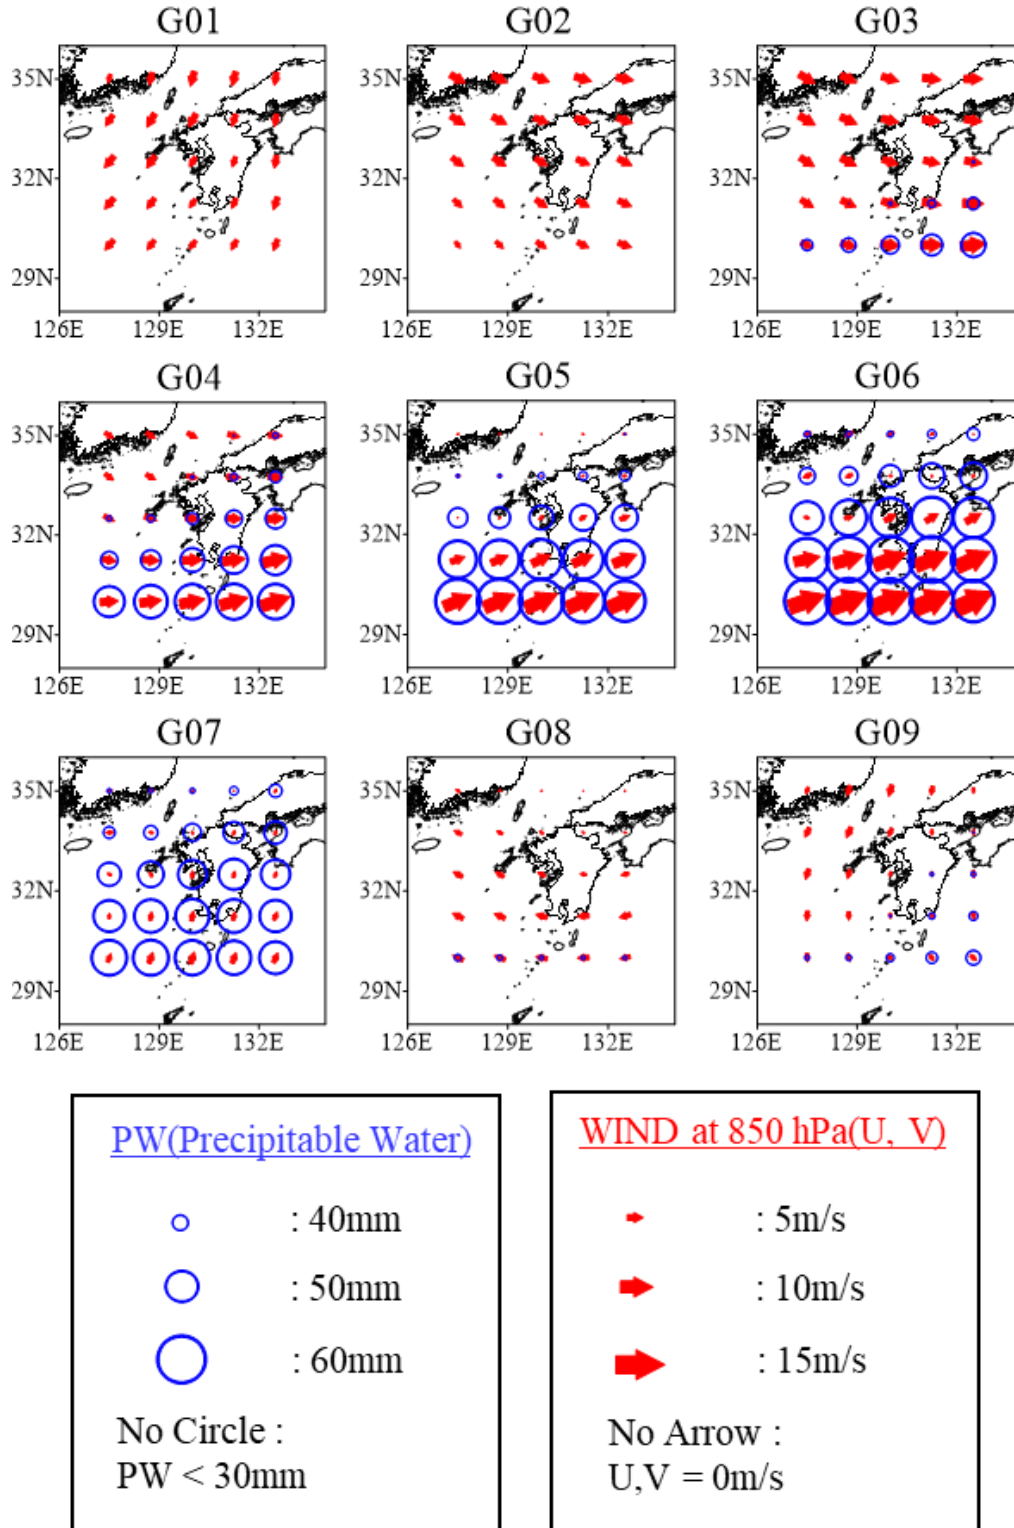 G01 G02 G03
35N 35N 35N
32N 32N 32N
29N 29N 29N
126E 129E 132E 126E 129E 132E 126E 129E 132E
G04 G05 G06
35N 35N 35N
32N 32N 32N
29N 29N 29N
126E 129E 132E 126E 129E 132E 126E 129E 132E
G07 G08 G09
35N 35N 35N
32N 32N 32N
29N 29N 29N
126E 129E 132E 126E 129E 132E 126E 129E 132E
PW(Precipitable Water)
: 40mm
: 50mm
: 60mm
No Circle :
PW < 30mm
WIND at 850 hPa(U, V)
: 5m/s
: 10m/s
: 15m/s
No Arrow :
U,V = 0m/s